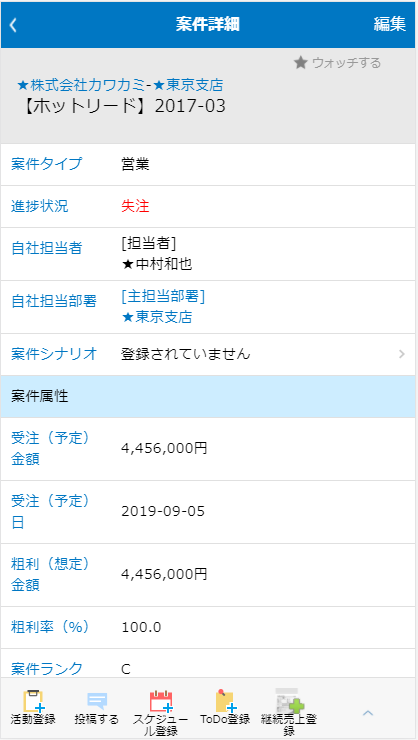 案件詳細
編集
ウォッチする
★株式会社カワカミ-★東京支店
【ホットリード】2017-03
案件タイプ 営業
進捗状況 失注
自社担当者 [担当者]
★中村和也
自社担当部署 [主担当部署]
★東京支店
案件シナリオ 登録されていません
案件属性
受注（予定）
金額 4,456,000円
受注（予定）
日 2019-09-05
粗利（想定）
金額 4,456,000円
粗利率（%） 100.0
案件ランク C
活動登録
投稿する
スケジュー
ル登録
ToDo登録
継続売上登
録